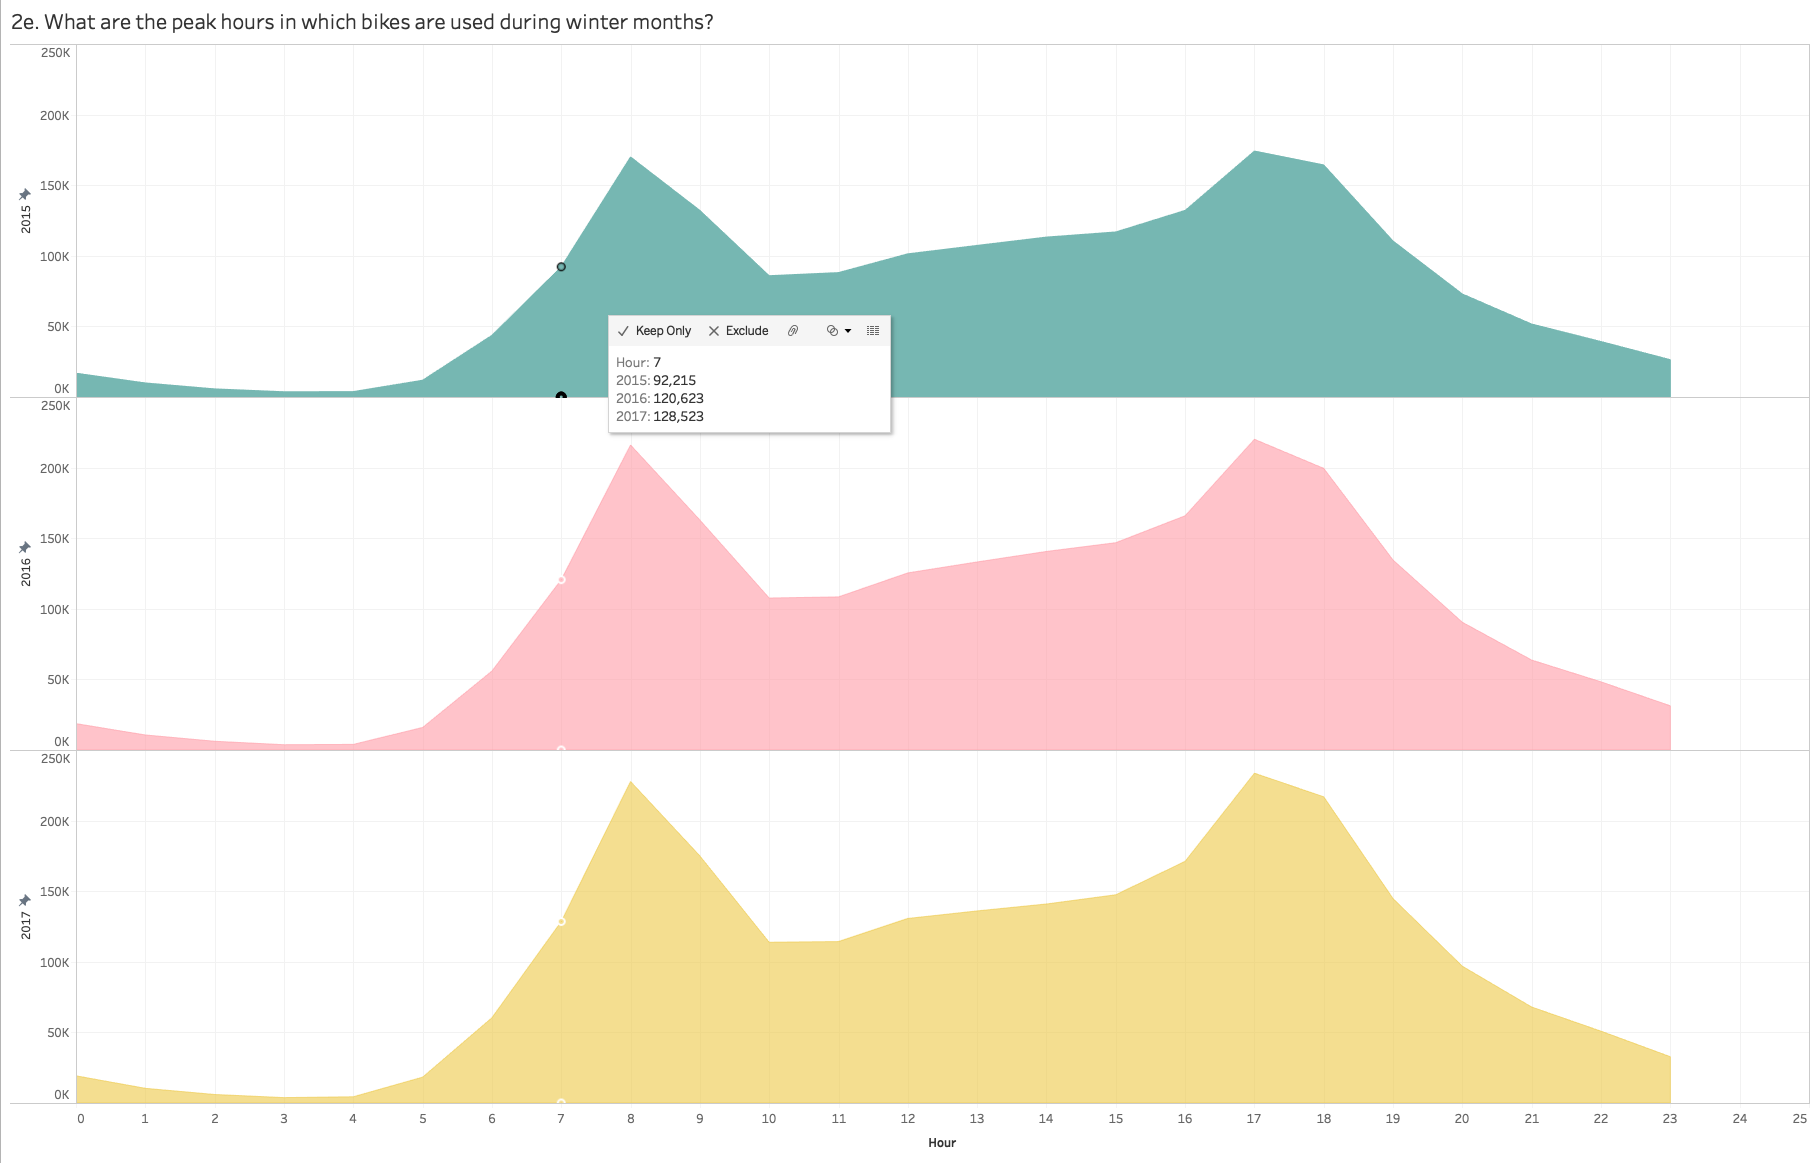 2e. What are the peak hours in which bikes are used during winter months?
250K
200K
150K
100K
50K
0K
2015
Keep Only Exclude
Hour: 7
2015: 92,215
2016: 120,623
2017: 128,523
250K
200K
150K
100K
50K
0K
2016
250K
200K
150K
100K
50K
0K
2017
0 1 2 3 4 5 6 7 8 9 10 11 12 13 14 15 16 17 18 19 20 21 22 23 24 25
Hour